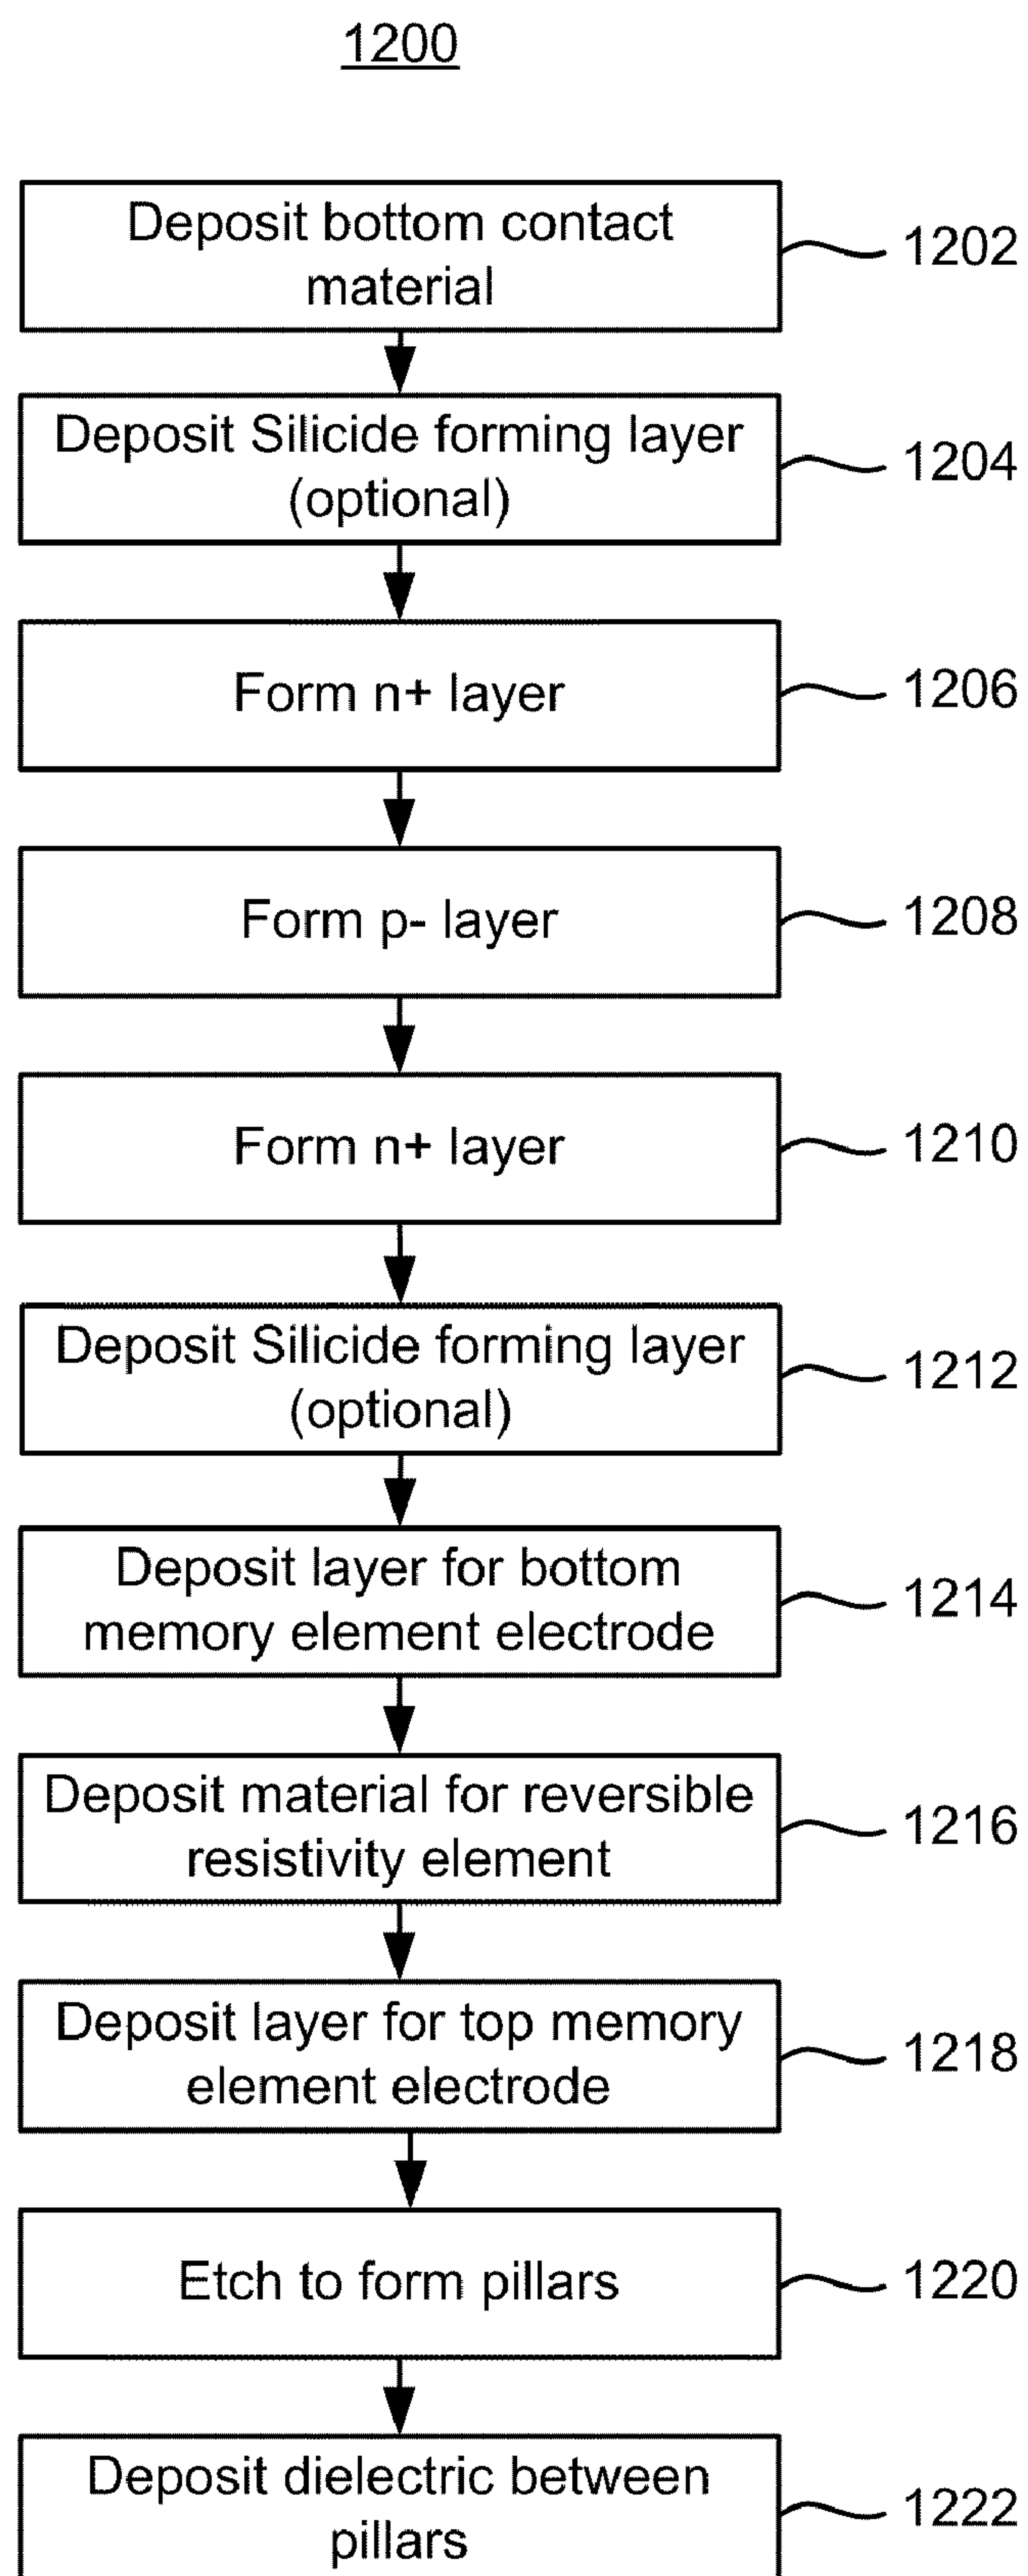 1200
Deposit bottom contact
material
1202
Deposit Silicide forming layer
(optional)
1204
Form n+ layer
1206
Form p- layer
1208
Form n+ layer
1210
Deposit Silicide forming layer
(optional)
1212
Deposit layer for bottom
memory element electrode
1214
Deposit material for reversible
resistivity element
1216
Deposit layer for top memory
element electrode
1218
Etch to form pillars
1220
Deposit dielectric between
pillars
1222